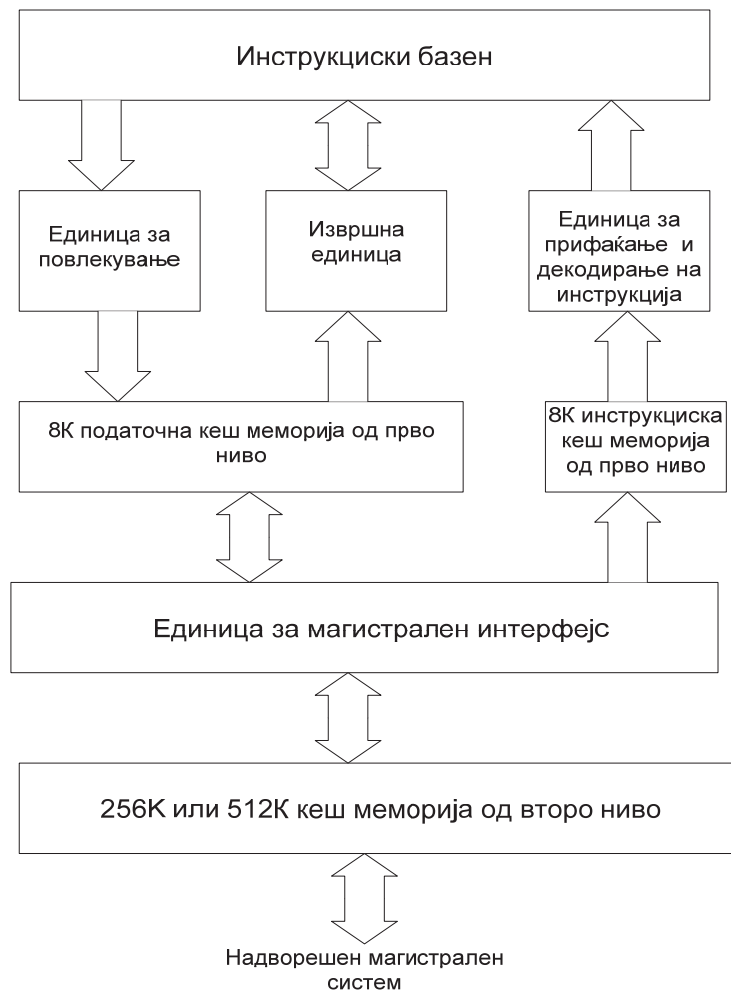 Инструкциски базен
Единица за
повлекување
Извршна
единица
Единица за
прифаќање и
декодирање на
инструкција
8К податочна кеш меморија од прво
ниво
8К инструкциска
кеш меморија
од прво ниво
Единица за магистрален интерфејс
256К или 512К кеш меморија од второ ниво
Надворешен магистрален
систем